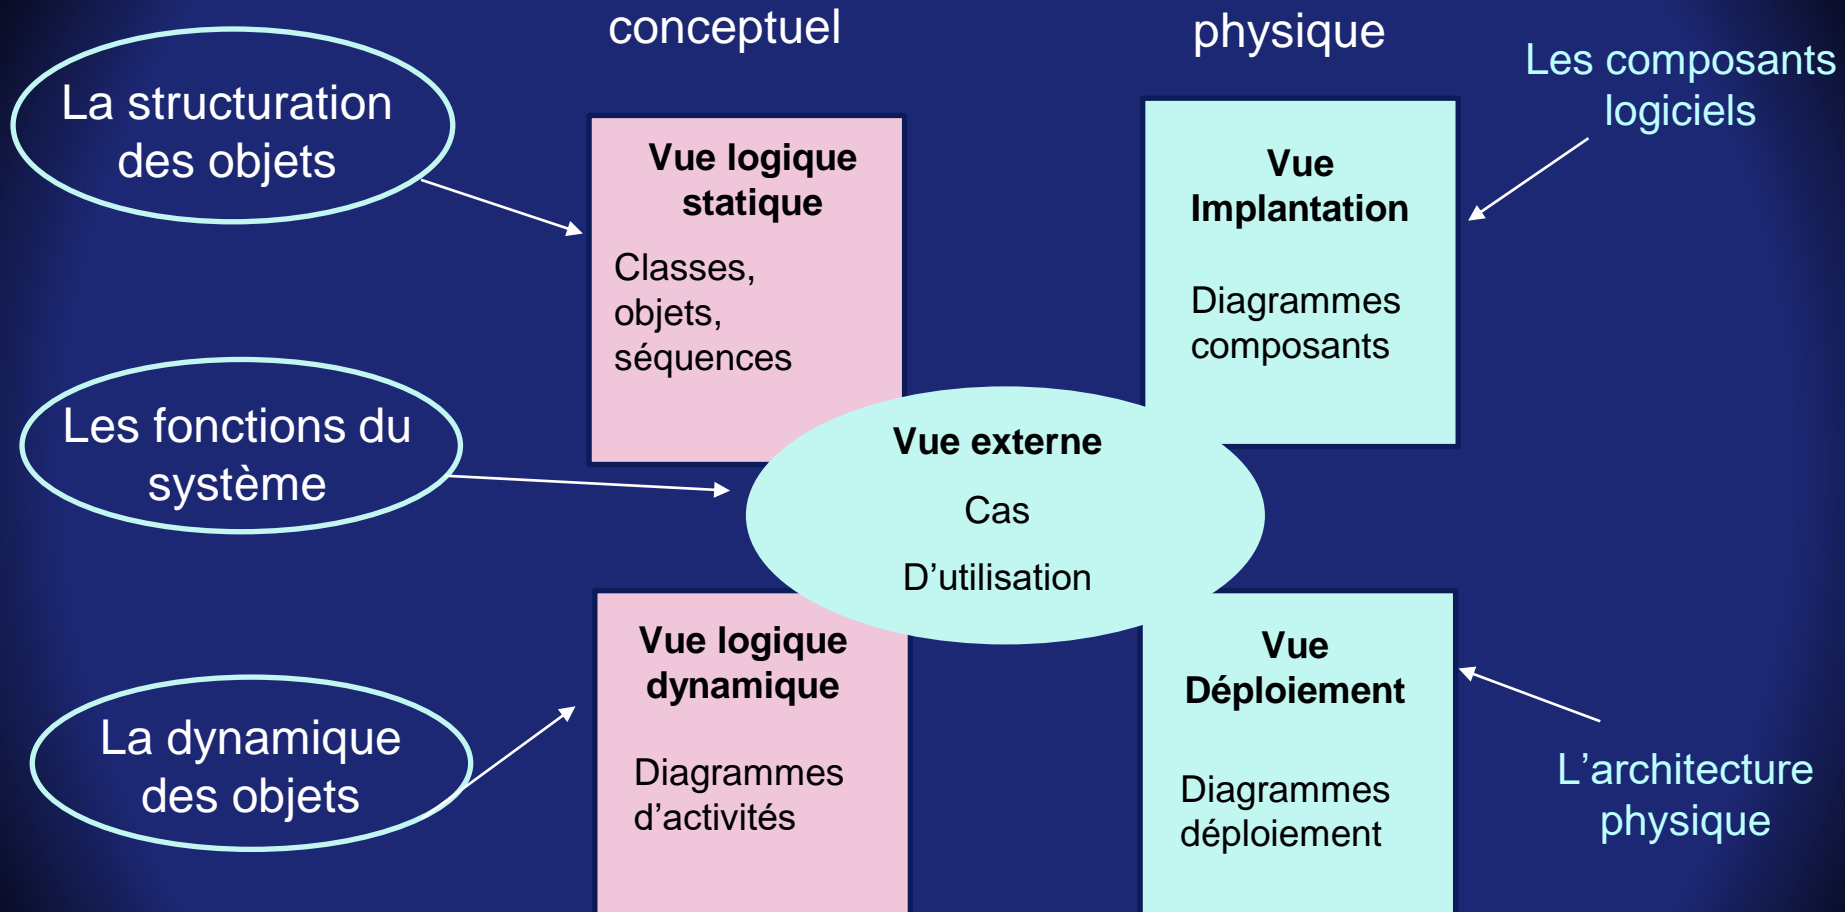 conceptuel
physique
La structuration
des objets
Vue logique
statique
Classes,
objets,
séquences
Vue
Implantation
Diagrammes
composants
Les composants
logiciels
Les fonctions du
système
Vue externe
Cas
D’utilisation
La dynamique
des objets
Vue logique
dynamique
Diagrammes
d’activités
Vue
Déploiement
Diagrammes
déploiement
L’architecture
physique